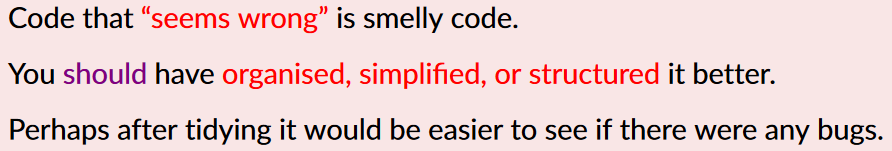 Code that “seems wrong” is smelly code.
You should have organised, simplified, or structured it better.
Perhaps after tidying it would be easier to see if there were any bugs.